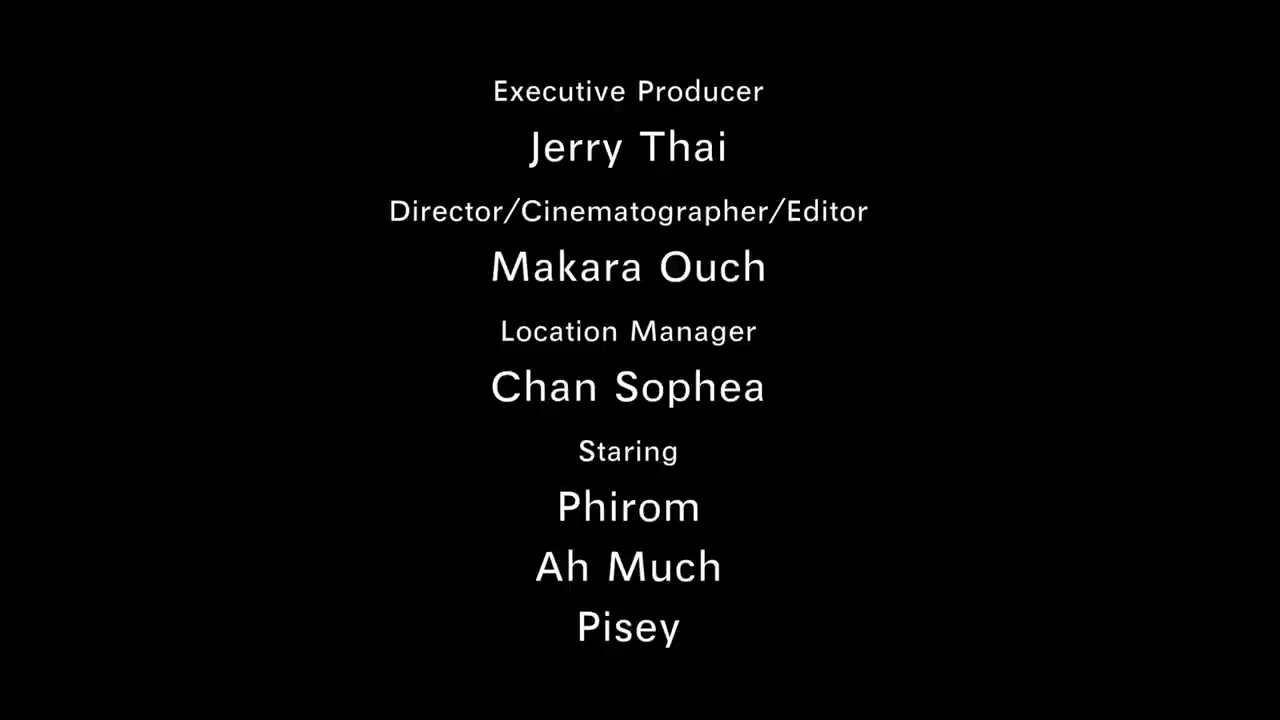 Executive Producer
Jerry Thai
Director/Cinematographer/Editor
Makara Ouch
Location Manager
Chan Sophea
Staring
Phirom
Ah Much
Pisey